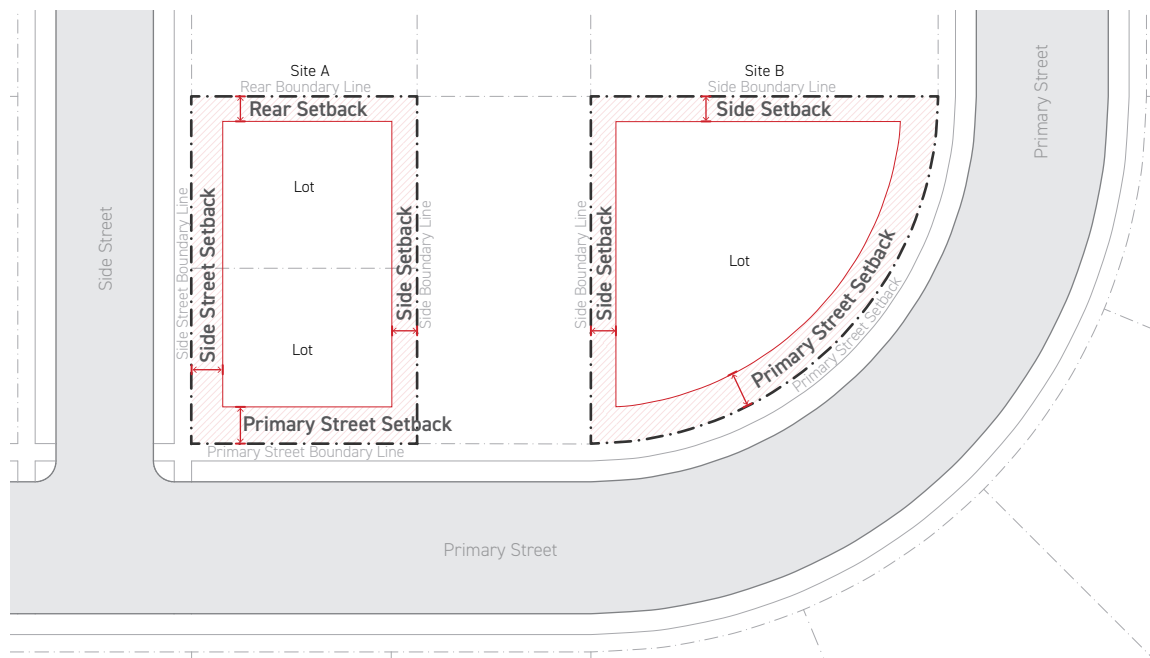 Site A
Rear Boundary Line
Rear Setback
Lot
Side Street
Side Street Boundary Line
Side Street Setback
Side Setback
Side Boundary Line
Lot
Primary Street Setback
Primary Street Boundary Line
Site B
Side Boundary Line
Side Setback
Side Boundary Line
Side Setback
Lot
Primary Street Setback
Primary Street Setback
Primary Street
Primary Street